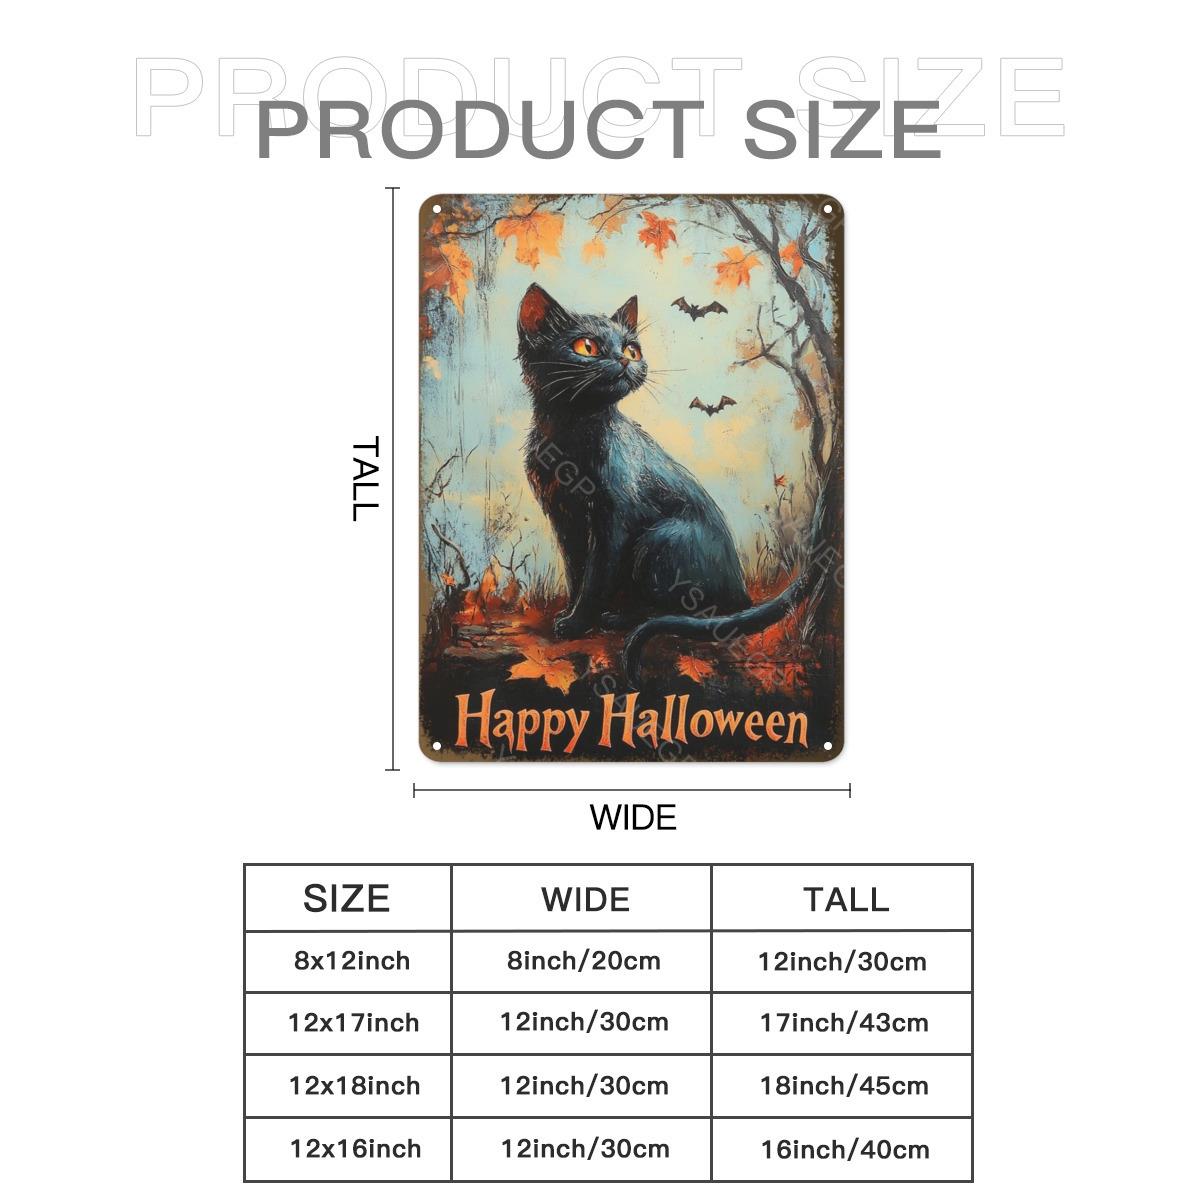 PRODUCT SIZE
PRODUCT SIZE
TALL
YSAUEGP
Happy Halloween
WIDE
SIZE WIDE TALL
8x12inch 8inch/20cm 12inch/30cm
12x17inch 12inch/30cm 17inch/43cm
12x18inch 12inch/30cm 18inch/45cm
12x16inch 12inch/30cm 16inch/40cm